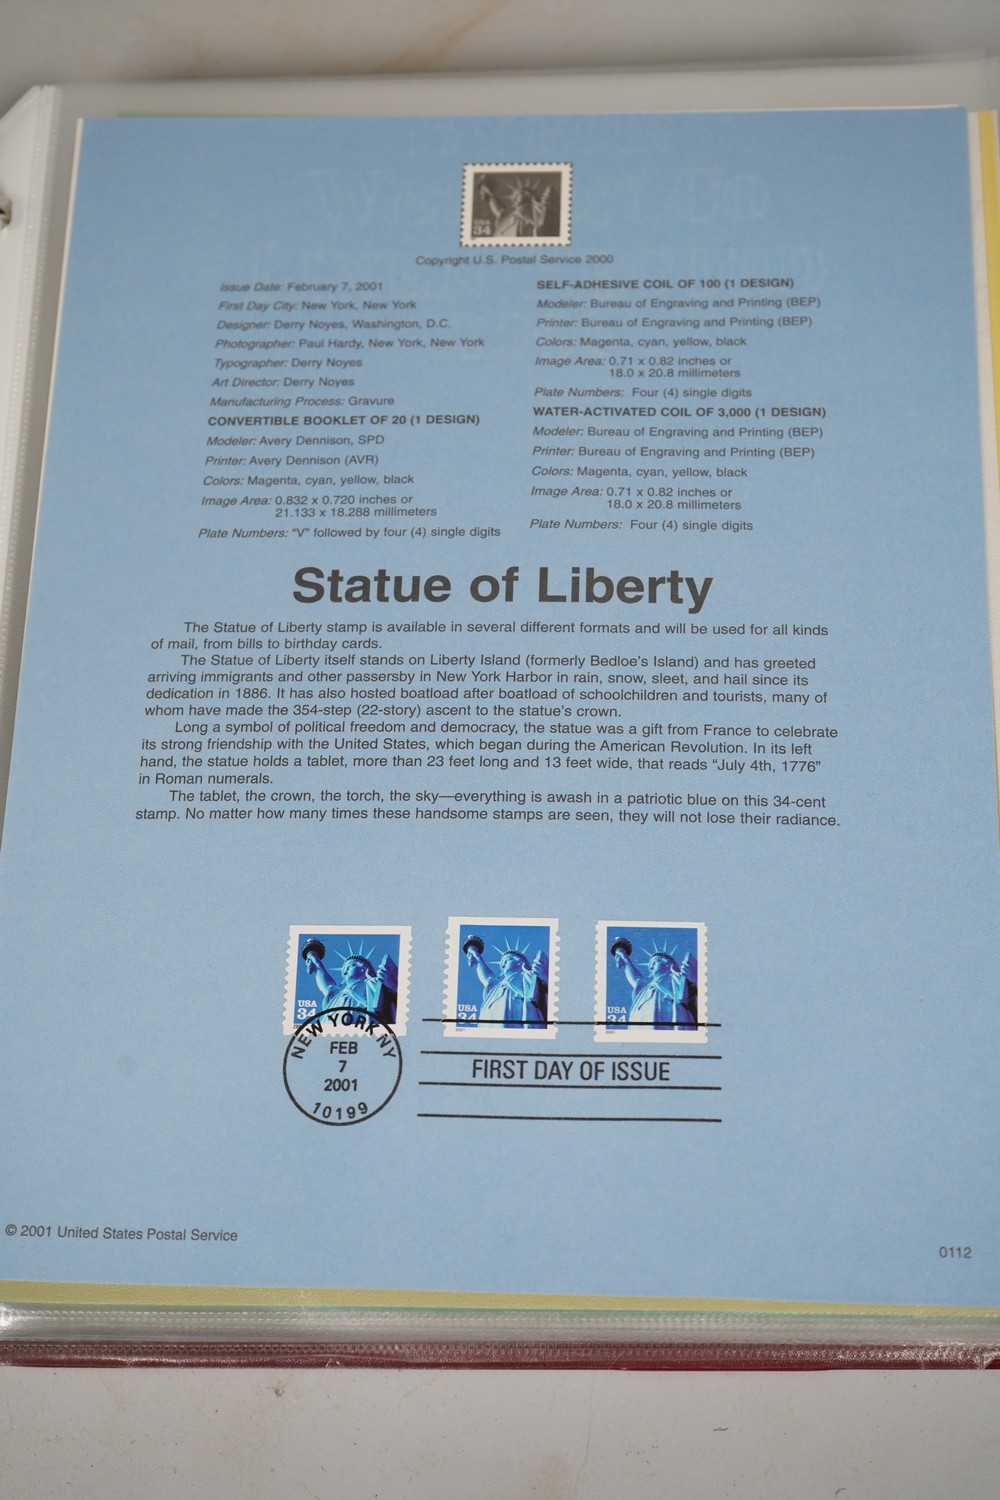 USA
34
Copyright U.S. Postal Service 2000
Issue Date: February 7, 2001
First Day City: New York, New York
Designer: Derry Noyes, Washington, D.C.
Photographer: Paul Hardy, New York, New York
Typographer: Derry Noyes
Art Director: Derry Noyes
Manufacturing Process: Gravure
CONVERTIBLE BOOKLET OF 20 (1 DESIGN)
Modeler: Avery Dennison, SPD
Printer: Avery Dennison (AVR)
Colors: Magenta, cyan, yellow, black
Image Area: 0.832 x 0.720 inches or
21.133 x 18.288 millimeters
Plate Numbers: “V” followed by four (4) single digits
SELF-ADHESIVE COIL OF 100 (1 DESIGN)
Modeler: Bureau of Engraving and Printing (BEP)
Printer: Bureau of Engraving and Printing (BEP)
Colors: Magenta, cyan, yellow, black
Image Area: 0.71 x 0.82 inches or
18.0 x 20.8 millimeters
Plate Numbers: Four (4) single digits
WATER-ACTIVATED COIL OF 3,000 (1 DESIGN)
Modeler: Bureau of Engraving and Printing (BEP)
Printer: Bureau of Engraving and Printing (BEP)
Colors: Magenta, cyan, yellow, black
Image Area: 0.71 x 0.82 inches or
18.0 x 20.8 millimeters
Plate Numbers: Four (4) single digits
Statue of Liberty
The Statue of Liberty stamp is available in several different formats and will be used for all kinds
of mail, from bills to birthday cards.
The Statue of Liberty itself stands on Liberty Island (formerly Bedloe’s Island) and has greeted
arriving immigrants and other passersby in New York Harbor in rain, snow, sleet, and hail since its
dedication in 1886. It has also hosted boatload after boatload of schoolchildren and tourists, many of
whom have made the 354-step (22-story) ascent to the statue’s crown.
Long a symbol of political freedom and democracy, the statue was a gift from France to celebrate
its strong friendship with the United States, which began during the American Revolution. In its left
hand, the statue holds a tablet, more than 23 feet long and 13 feet wide, that reads “July 4th, 1776”
in Roman numerals.
The tablet, the crown, the torch, the sky—everything is awash in a patriotic blue on this 34-cent
stamp. No matter how many times these handsome stamps are seen, they will not lose their radiance.
USA
34
USA
34
2001
USA
34
2001
NEW YORK NY
FEB
7
2001
10199
FIRST DAY OF ISSUE
© 2001 United States Postal Service
0112